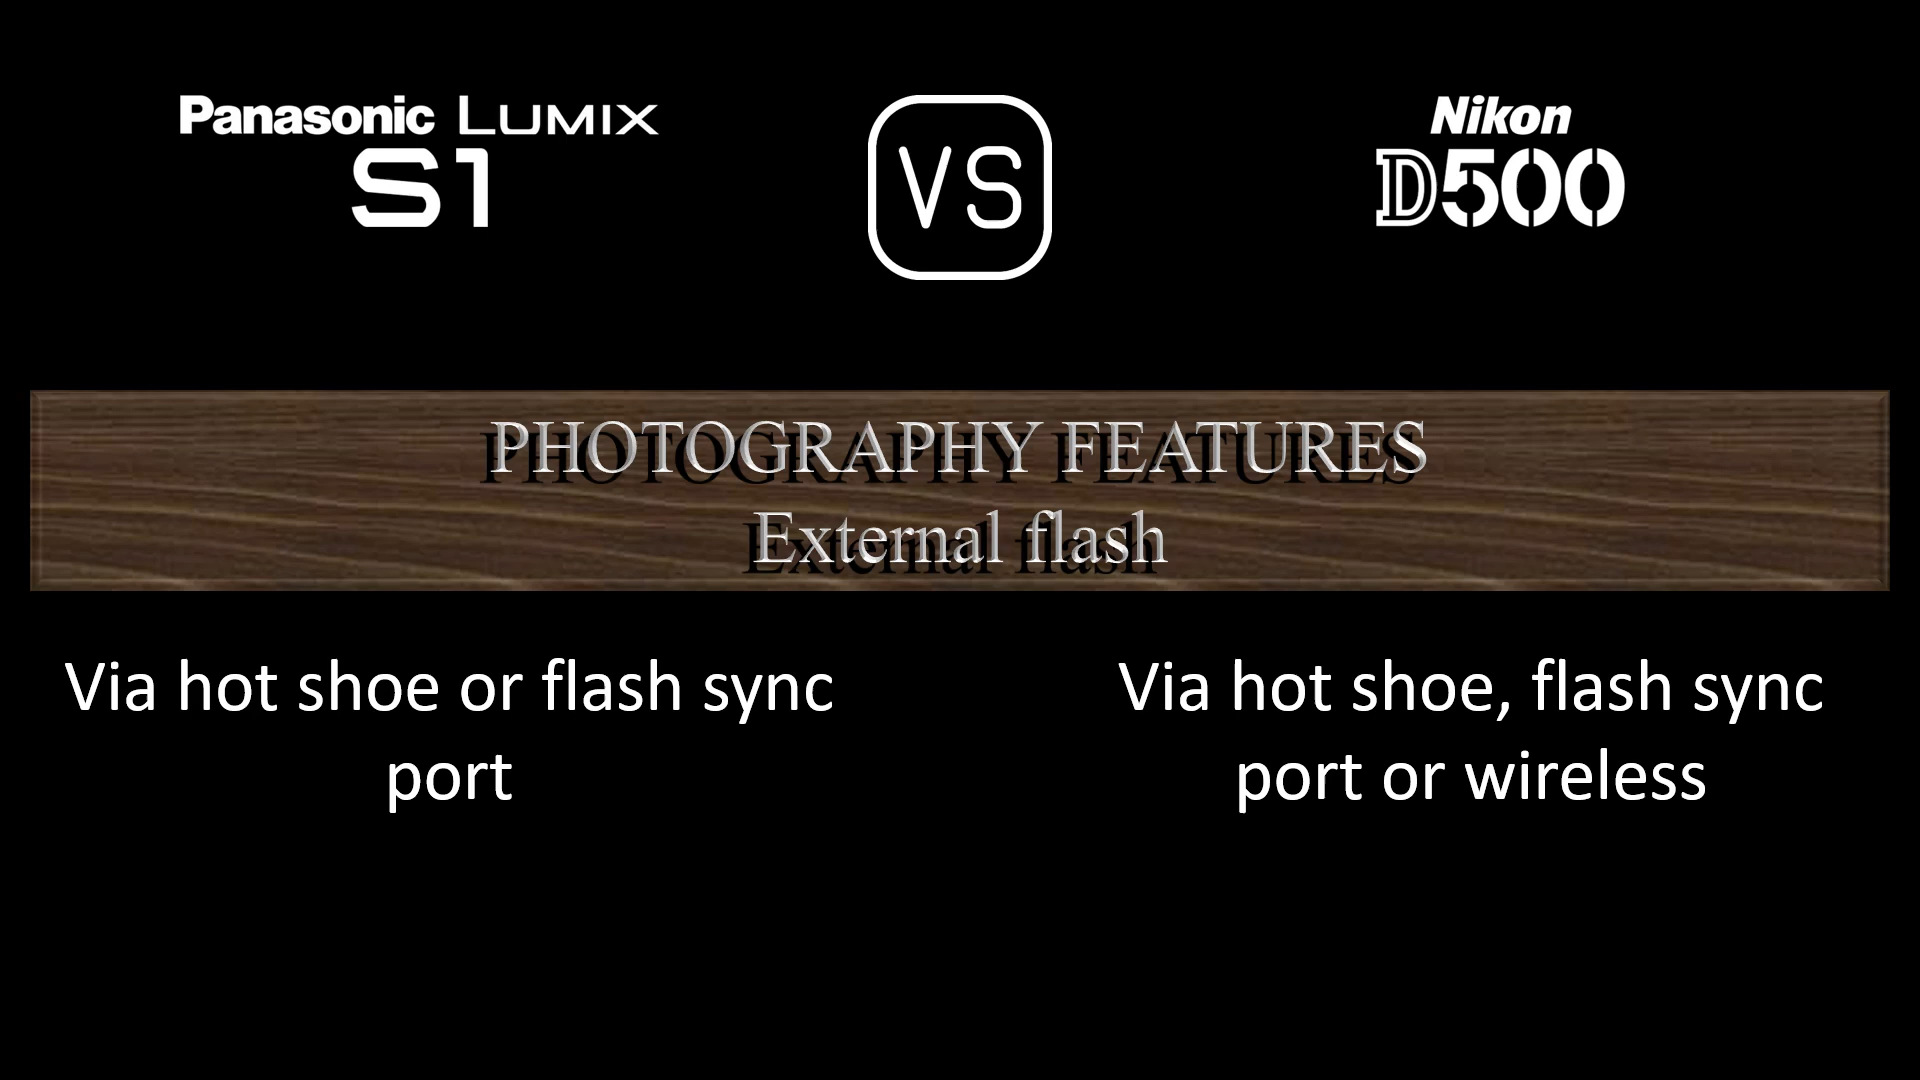 Panasonic LUMIX
S1
VS
Nikon
D500
PHOTOGRAPHY FEATURES
External flash
Via hot shoe or flash sync
port
Via hot shoe, flash sync
port or wireless